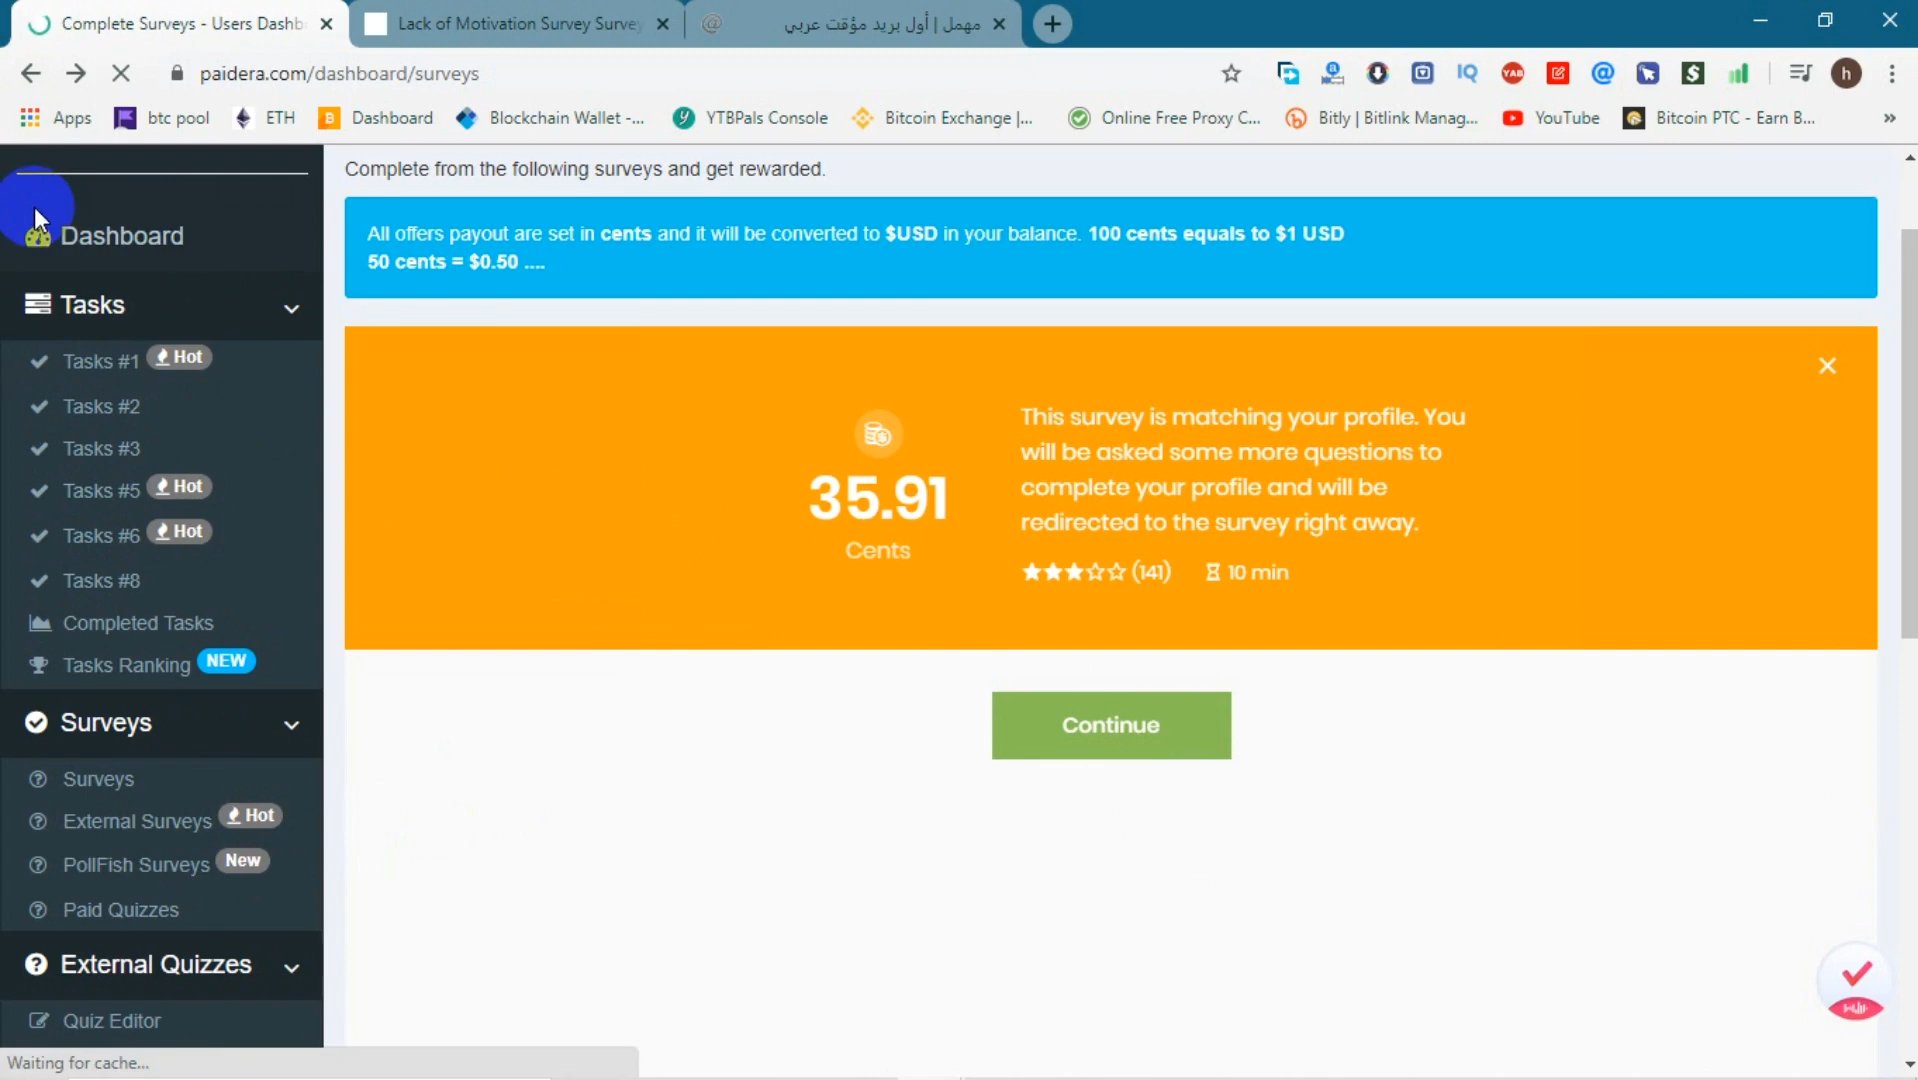 Complete Surveys - Users Dashb
Lack of Motivation Survey Survey
مهمل | أول بريد مؤقت عربي
paidera.com/dashboard/surveys
IQ
YAB
h
Apps
btc pool
ETH
Dashboard
Blockchain Wallet -...
YTBPals Console
Bitcoin Exchange |...
Online Free Proxy C...
Bitly | Bitlink Manag...
YouTube
Bitcoin PTC - Earn B...
»
Dashboard
Tasks
Tasks #1 Hot
Tasks #2
Tasks #3
Tasks #5 Hot
Tasks #6 Hot
Tasks #8
Completed Tasks
Tasks Ranking NEW
Surveys
Surveys
External Surveys Hot
PollFish Surveys New
Paid Quizzes
External Quizzes
Quiz Editor
Waiting for cache...
Complete from the following surveys and get rewarded.
All offers payout are set in cents and it will be converted to $USD in your balance. 100 cents equals to $1 USD
50 cents = $0.50 ....
35.91
Cents
This survey is matching your profile. You
will be asked some more questions to
complete your profile and will be
redirected to the survey right away.
(141) 10 min
Continue